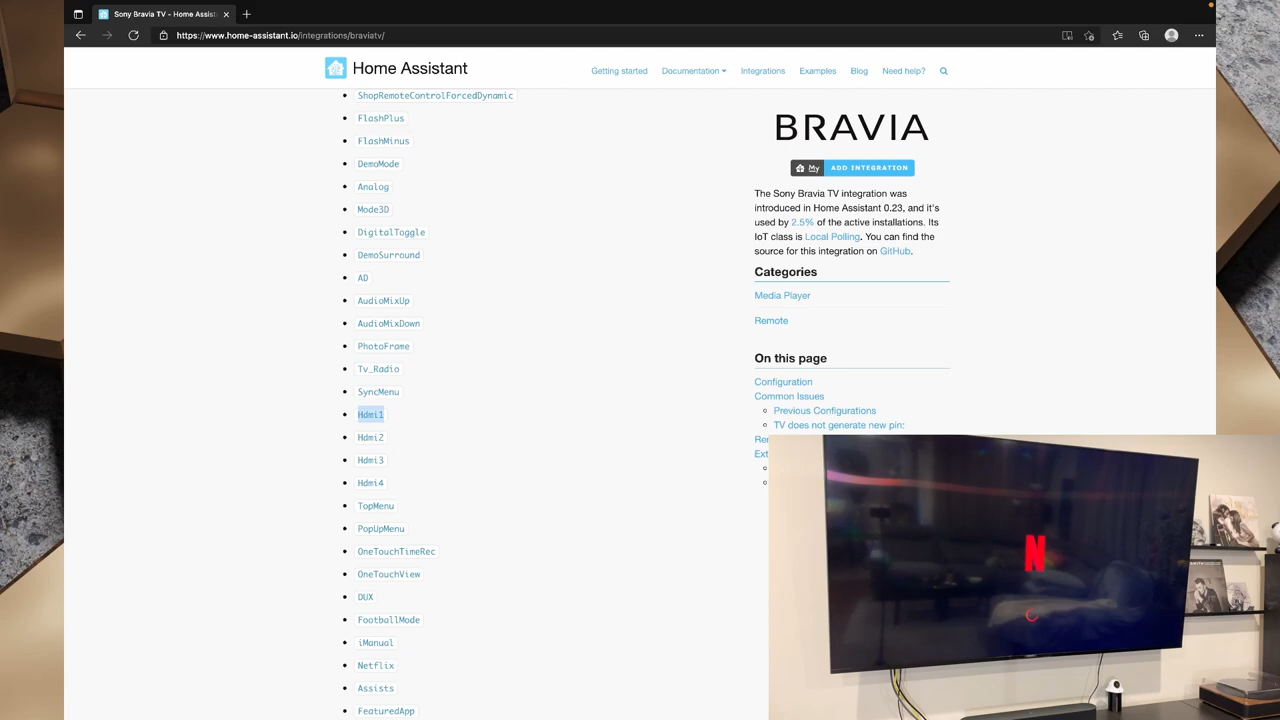 Sony Bravia TV - Home Assist
https://www.home-assistant.io/integrations/braviatv/
Home Assistant
Getting started
Documentation
Integrations
Examples
Blog
Need help?
ShopRemoteControlForcedDynamic
FlashPlus
FlashMinus
DemoMode
Analog
Mode3D
DigitalToggle
DemoSurround
AD
AudioMixUp
AudioMixDown
PhotoFrame
Tv_Radio
SyncMenu
Hdmi1
Hdmi2
Hdmi3
Hdmi4
TopMenu
PopUpMenu
OneTouchTimeRec
OneTouchView
DUX
FootballMode
iManual
Netflix
Assists
FeaturedApp
BRAVIA
My ADD INTEGRATION
The Sony Bravia TV integration was
introduced in Home Assistant 0.23, and it's
used by 2.5% of the active installations. Its
IoT class is Local Polling. You can find the
source for this integration on GitHub.
Categories
Media Player
Remote
On this page
Configuration
Common Issues
Previous Configurations
TV does not generate new pin:
Rem
Ext
N